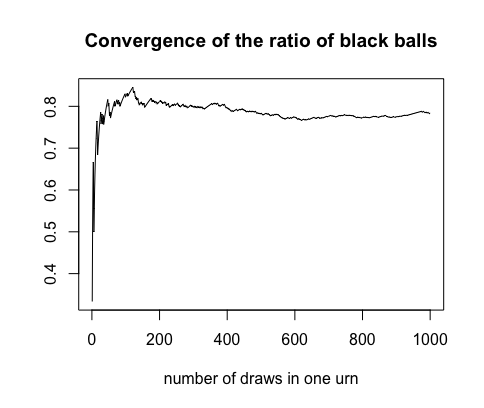 Convergence of the ratio of black balls
0.8
0.7
0.6
0.5
0.4
0 200 400 600 800 1000
number of draws in one urn